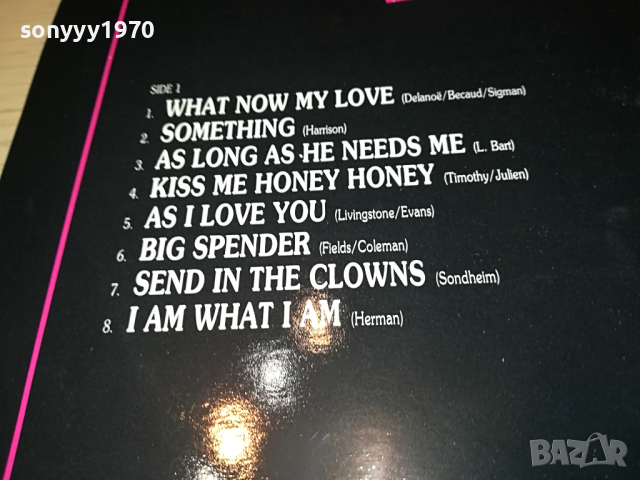 sonyyy1970
SIDE 1
1. WHAT NOW MY LOVE (Delanoë/Becaud/Sigman)
2. SOMETHING (Harrison)
3. AS LONG AS HE NEEDS ME (L. Bart)
4. KISS ME HONEY HONEY (Timothy/Julien)
5. AS I LOVE YOU (Livingstone/Evans)
6. BIG SPENDER (Fields/Coleman)
7. SEND IN THE CLOWNS (Sondheim)
8. I AM WHAT I AM (Herman)
BAZAR